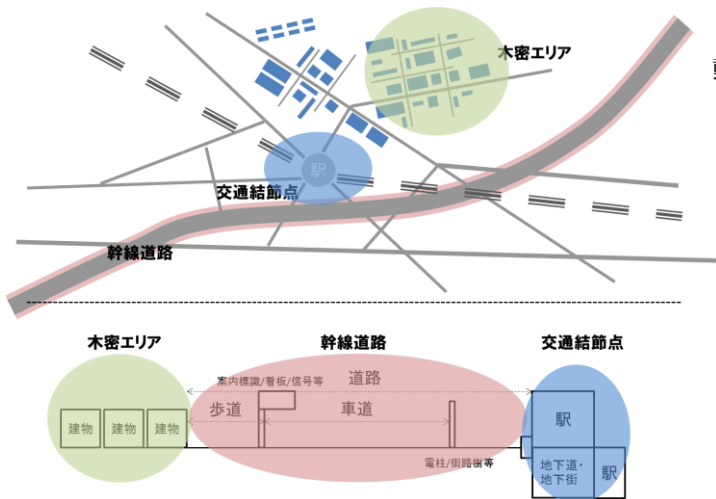 木密エリア
駅
交通結節点
幹線道路
木密エリア
幹線道路
交通結節点
案内標識/看板/信号等
道路
歩道
車道
建物
建物
建物
駅
電柱/街路樹等
地下道・
地下街
駅